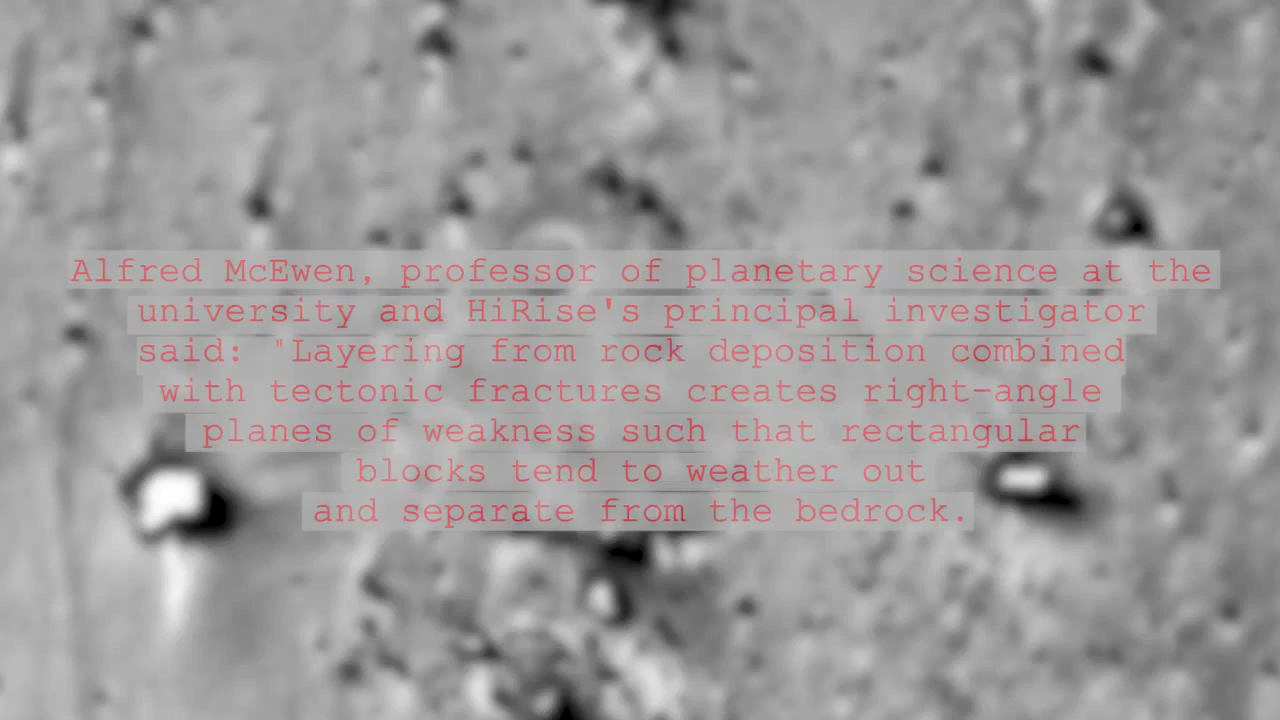 Alfred McEwen, professor of planetary science at the
university and HiRise's principal investigator
said: "Layering from rock deposition combined
with tectonic fractures creates right-angle
planes of weakness such that rectangular
blocks tend to weather out
and separate from the bedrock.